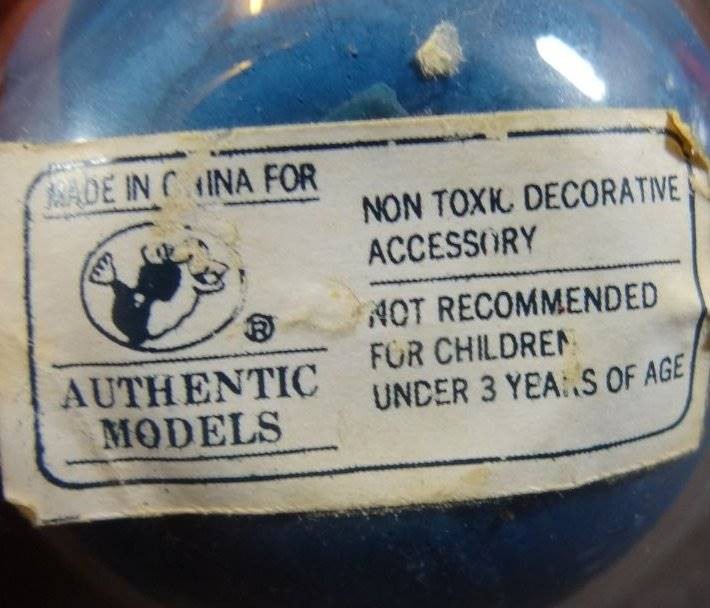 MADE IN CHINA FOR
®
AUTHENTIC
MODELS
NON TOXIC DECORATIVE
ACCESSORY
NOT RECOMMENDED
FOR CHILDREN
UNDER 3 YEARS OF AGE